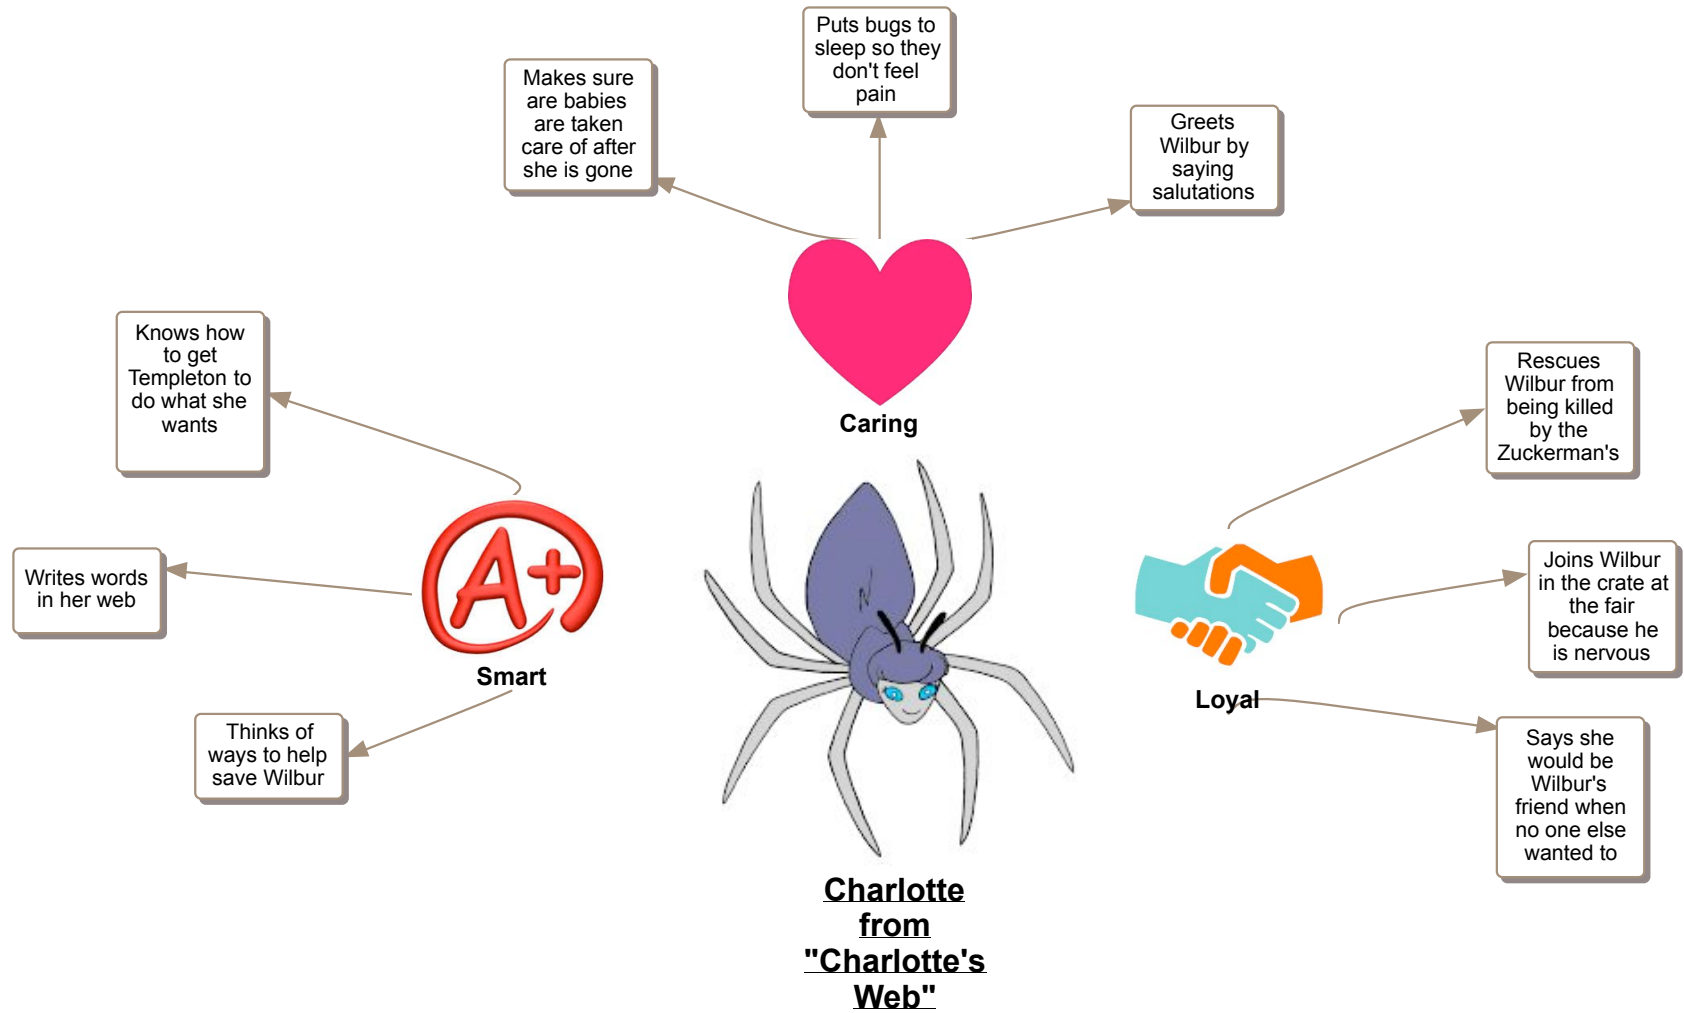 Puts bugs to
sleep so they
don't feel
pain
Makes sure
are babies
are taken
care of after
she is gone
Greets
Wilbur by
saying
salutations
Caring
Knows how
to get
Templeton to
do what she
wants
Writes words
in her web
Thinks of
ways to help
save Wilbur
A+
Smart
Rescues
Wilbur from
being killed
by the
Zuckerman's
Joins Wilbur
in the crate at
the fair
because he
is nervous
Says she
would be
Wilbur's
friend when
no one else
wanted to
Loyal
Charlotte
from
"Charlotte's
Web"